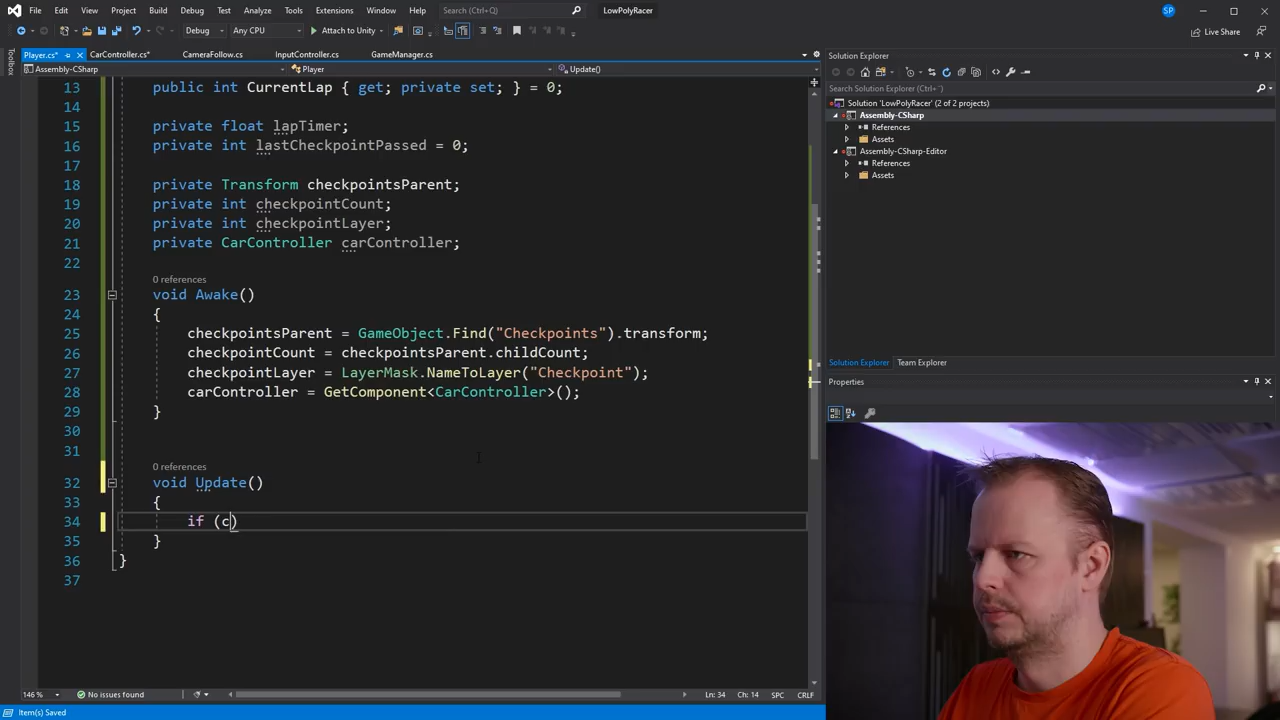 File Edit View Project Build Debug Test Analyze Tools Extensions Window Help Search (Ctrl+Q) LowPolyRacer SP
Debug Any CPU Attach to Unity Live Share
Player.cs* CarController.cs* CameraFollow.cs InputController.cs GameManager.cs
Assembly-CSharp Player Update()
Toolbox
13 public int CurrentLap { get; private set; } = 0;
14
15 private float lapTimer;
16 private int lastCheckpointPassed = 0;
17
18 private Transform checkpointsParent;
19 private int checkpointCount;
20 private int checkpointLayer;
21 private CarController carController;
22
0 references
23 void Awake()
24 {
25 checkpointsParent = GameObject.Find("Checkpoints").transform;
26 checkpointCount = checkpointsParent.childCount;
27 checkpointLayer = LayerMask.NameToLayer("Checkpoint");
28 carController = GetComponent<CarController>();
29 }
30
31
0 references
32 void Update()
33 {
34 if (c)
35 }
36 }
37
146 % No issues found Ln: 34 Ch: 14 SPC CRLF
Item(s) Saved
Solution Explorer
Search Solution Explorer (Ctrl+')
Solution 'LowPolyRacer' (2 of 2 projects)
Assembly-CSharp
References
Assets
Assembly-CSharp-Editor
References
Assets
Solution Explorer Team Explorer
Properties